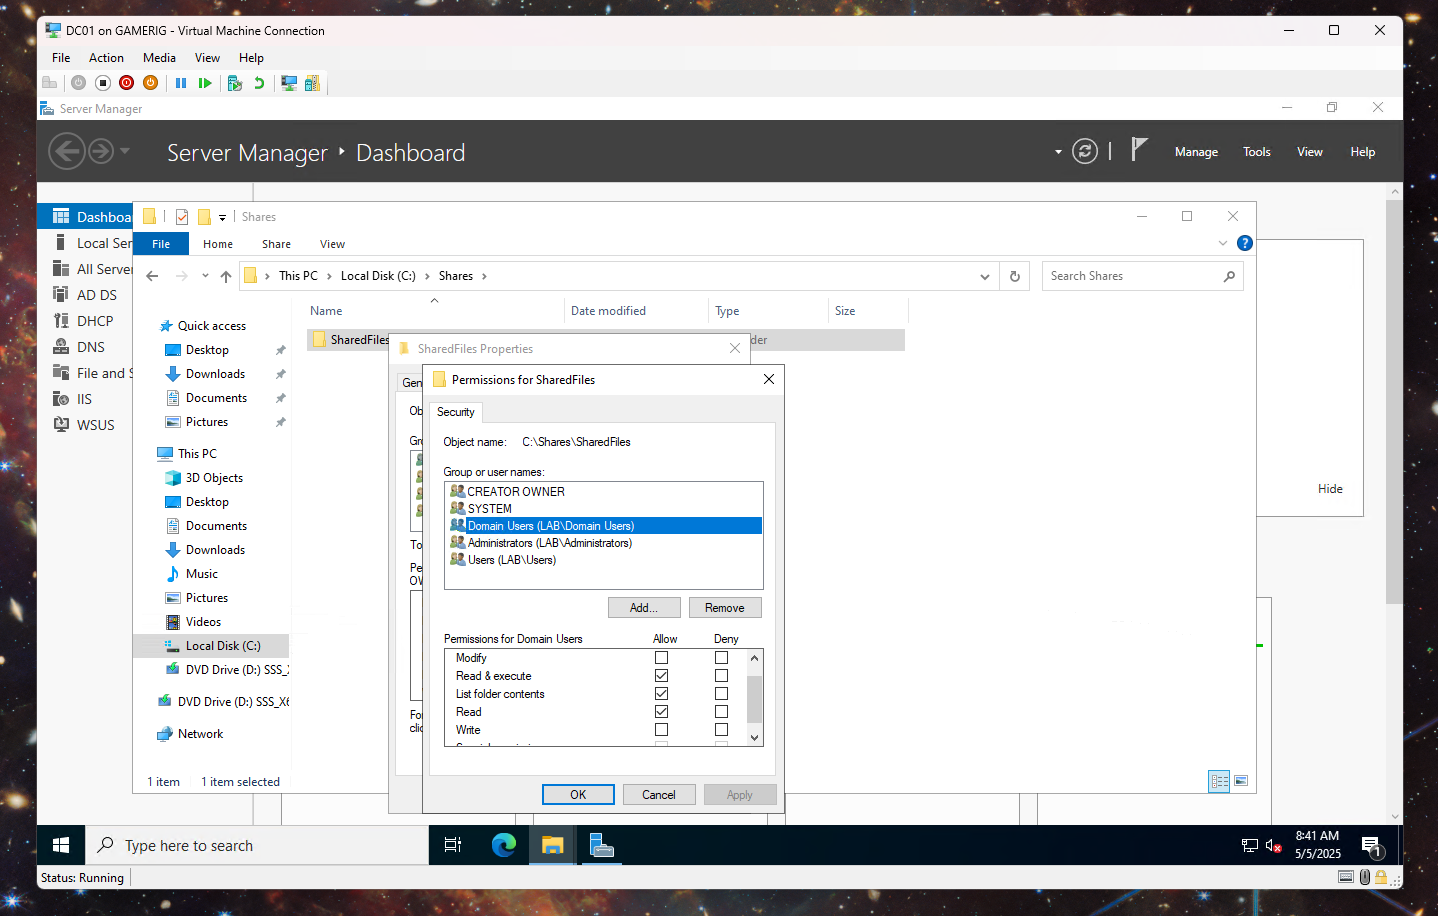 DC01 on GAMERIG - Virtual Machine Connection
File Action Media View Help
Server Manager
Server Manager Dashboard
Manage Tools View Help
Dashboa
Local Ser
All Server
AD DS
DHCP
DNS
File and S
IIS
WSUS
Shares
File Home Share View
This PC Local Disk (C:) Shares
Search Shares
Name Date modified Type Size
SharedFiles
der
Quick access
Desktop
Downloads
Documents
Pictures
This PC
3D Objects
Desktop
Documents
Downloads
Music
Pictures
Videos
Local Disk (C:)
DVD Drive (D:) SSS_X
DVD Drive (D:) SSS_X6
Network
1 item 1 item selected
SharedFiles Properties
Gen
Ob
Gro
To
Pe
OW
For
clic
Permissions for SharedFiles
Security
Object name: C:\Shares\SharedFiles
Group or user names:
CREATOR OWNER
SYSTEM
Domain Users (LAB\Domain Users)
Administrators (LAB\Administrators)
Users (LAB\Users)
Add... Remove
Permissions for Domain Users Allow Deny
Modify
Read & execute
List folder contents
Read
Write
OK Cancel Apply
Hide
Type here to search
8:41 AM
5/5/2025
1
Status: Running